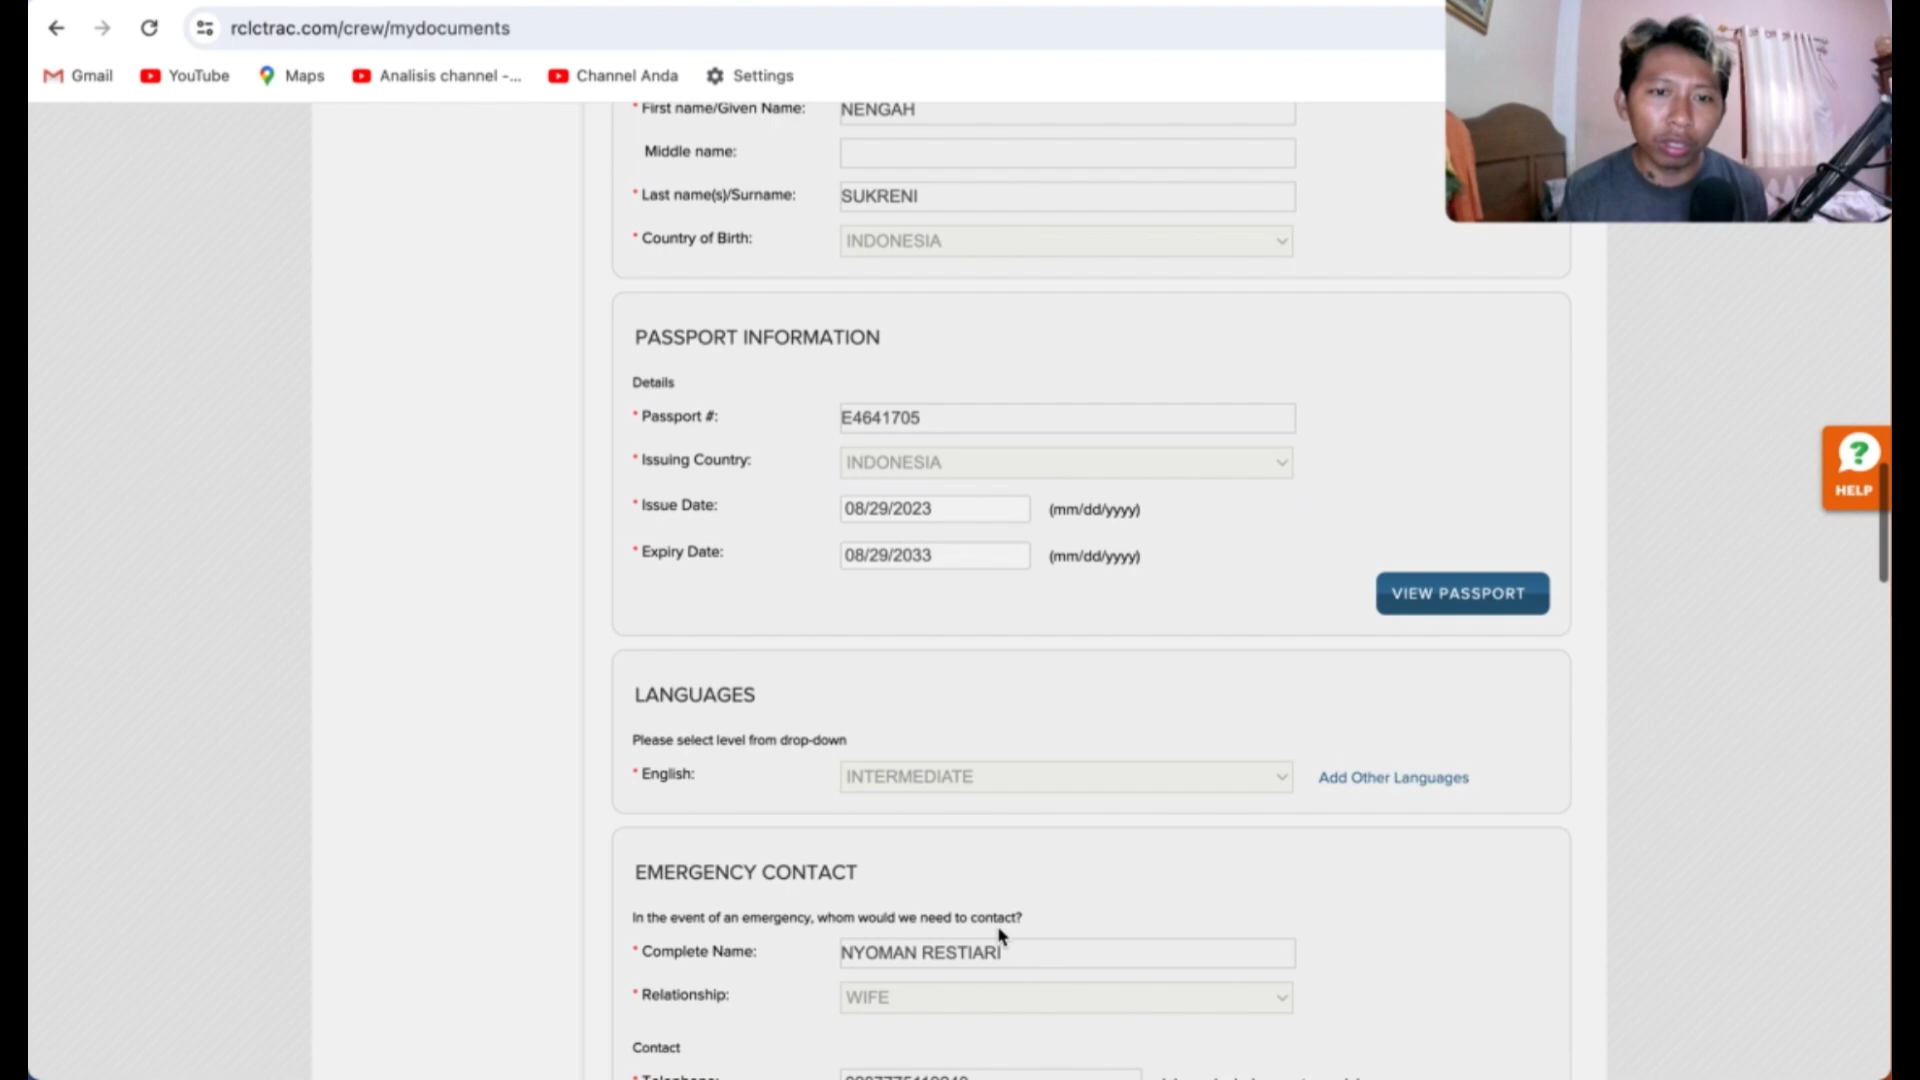 rclctrac.com/crew/mydocuments
Gmail YouTube Maps Analisis channel -... Channel Anda Settings
* First name/Given Name: NENGAH
Middle name:
* Last name(s)/Surname: SUKRENI
* Country of Birth: INDONESIA
PASSPORT INFORMATION
Details
* Passport #: E4641705
* Issuing Country: INDONESIA
* Issue Date: 08/29/2023 (mm/dd/yyyy)
* Expiry Date: 08/29/2033 (mm/dd/yyyy)
VIEW PASSPORT
?
HELP
LANGUAGES
Please select level from drop-down
* English: INTERMEDIATE Add Other Languages
EMERGENCY CONTACT
In the event of an emergency, whom would we need to contact?
* Complete Name: NYOMAN RESTIARI
* Relationship: WIFE
Contact
* Telephone: